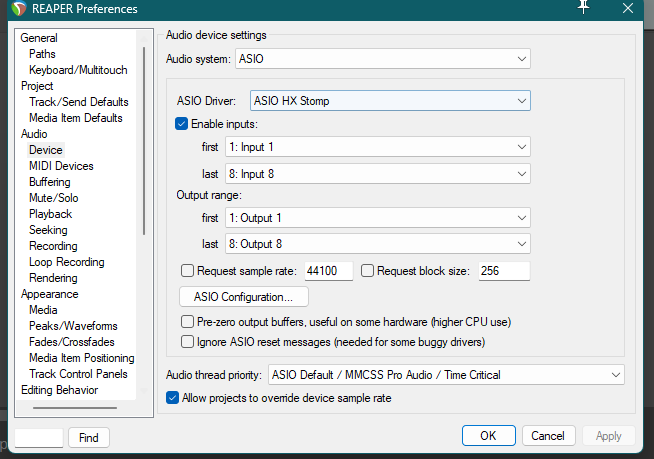 REAPER Preferences
General
Paths
Keyboard/Multitouch
Project
Track/Send Defaults
Media Item Defaults
Audio
Device
MIDI Devices
Buffering
Mute/Solo
Playback
Seeking
Recording
Loop Recording
Rendering
Appearance
Media
Peaks/Waveforms
Fades/Crossfades
Media Item Positioning
Track Control Panels
Editing Behavior
Find
Audio device settings
Audio system: ASIO
ASIO Driver: ASIO HX Stomp
Enable inputs:
first 1: Input 1
last 8: Input 8
Output range:
first 1: Output 1
last 8: Output 8
Request sample rate: 44100 Request block size: 256
ASIO Configuration...
Pre-zero output buffers, useful on some hardware (higher CPU use)
Ignore ASIO reset messages (needed for some buggy drivers)
Audio thread priority: ASIO Default / MMCSS Pro Audio / Time Critical
Allow projects to override device sample rate
OK Cancel Apply